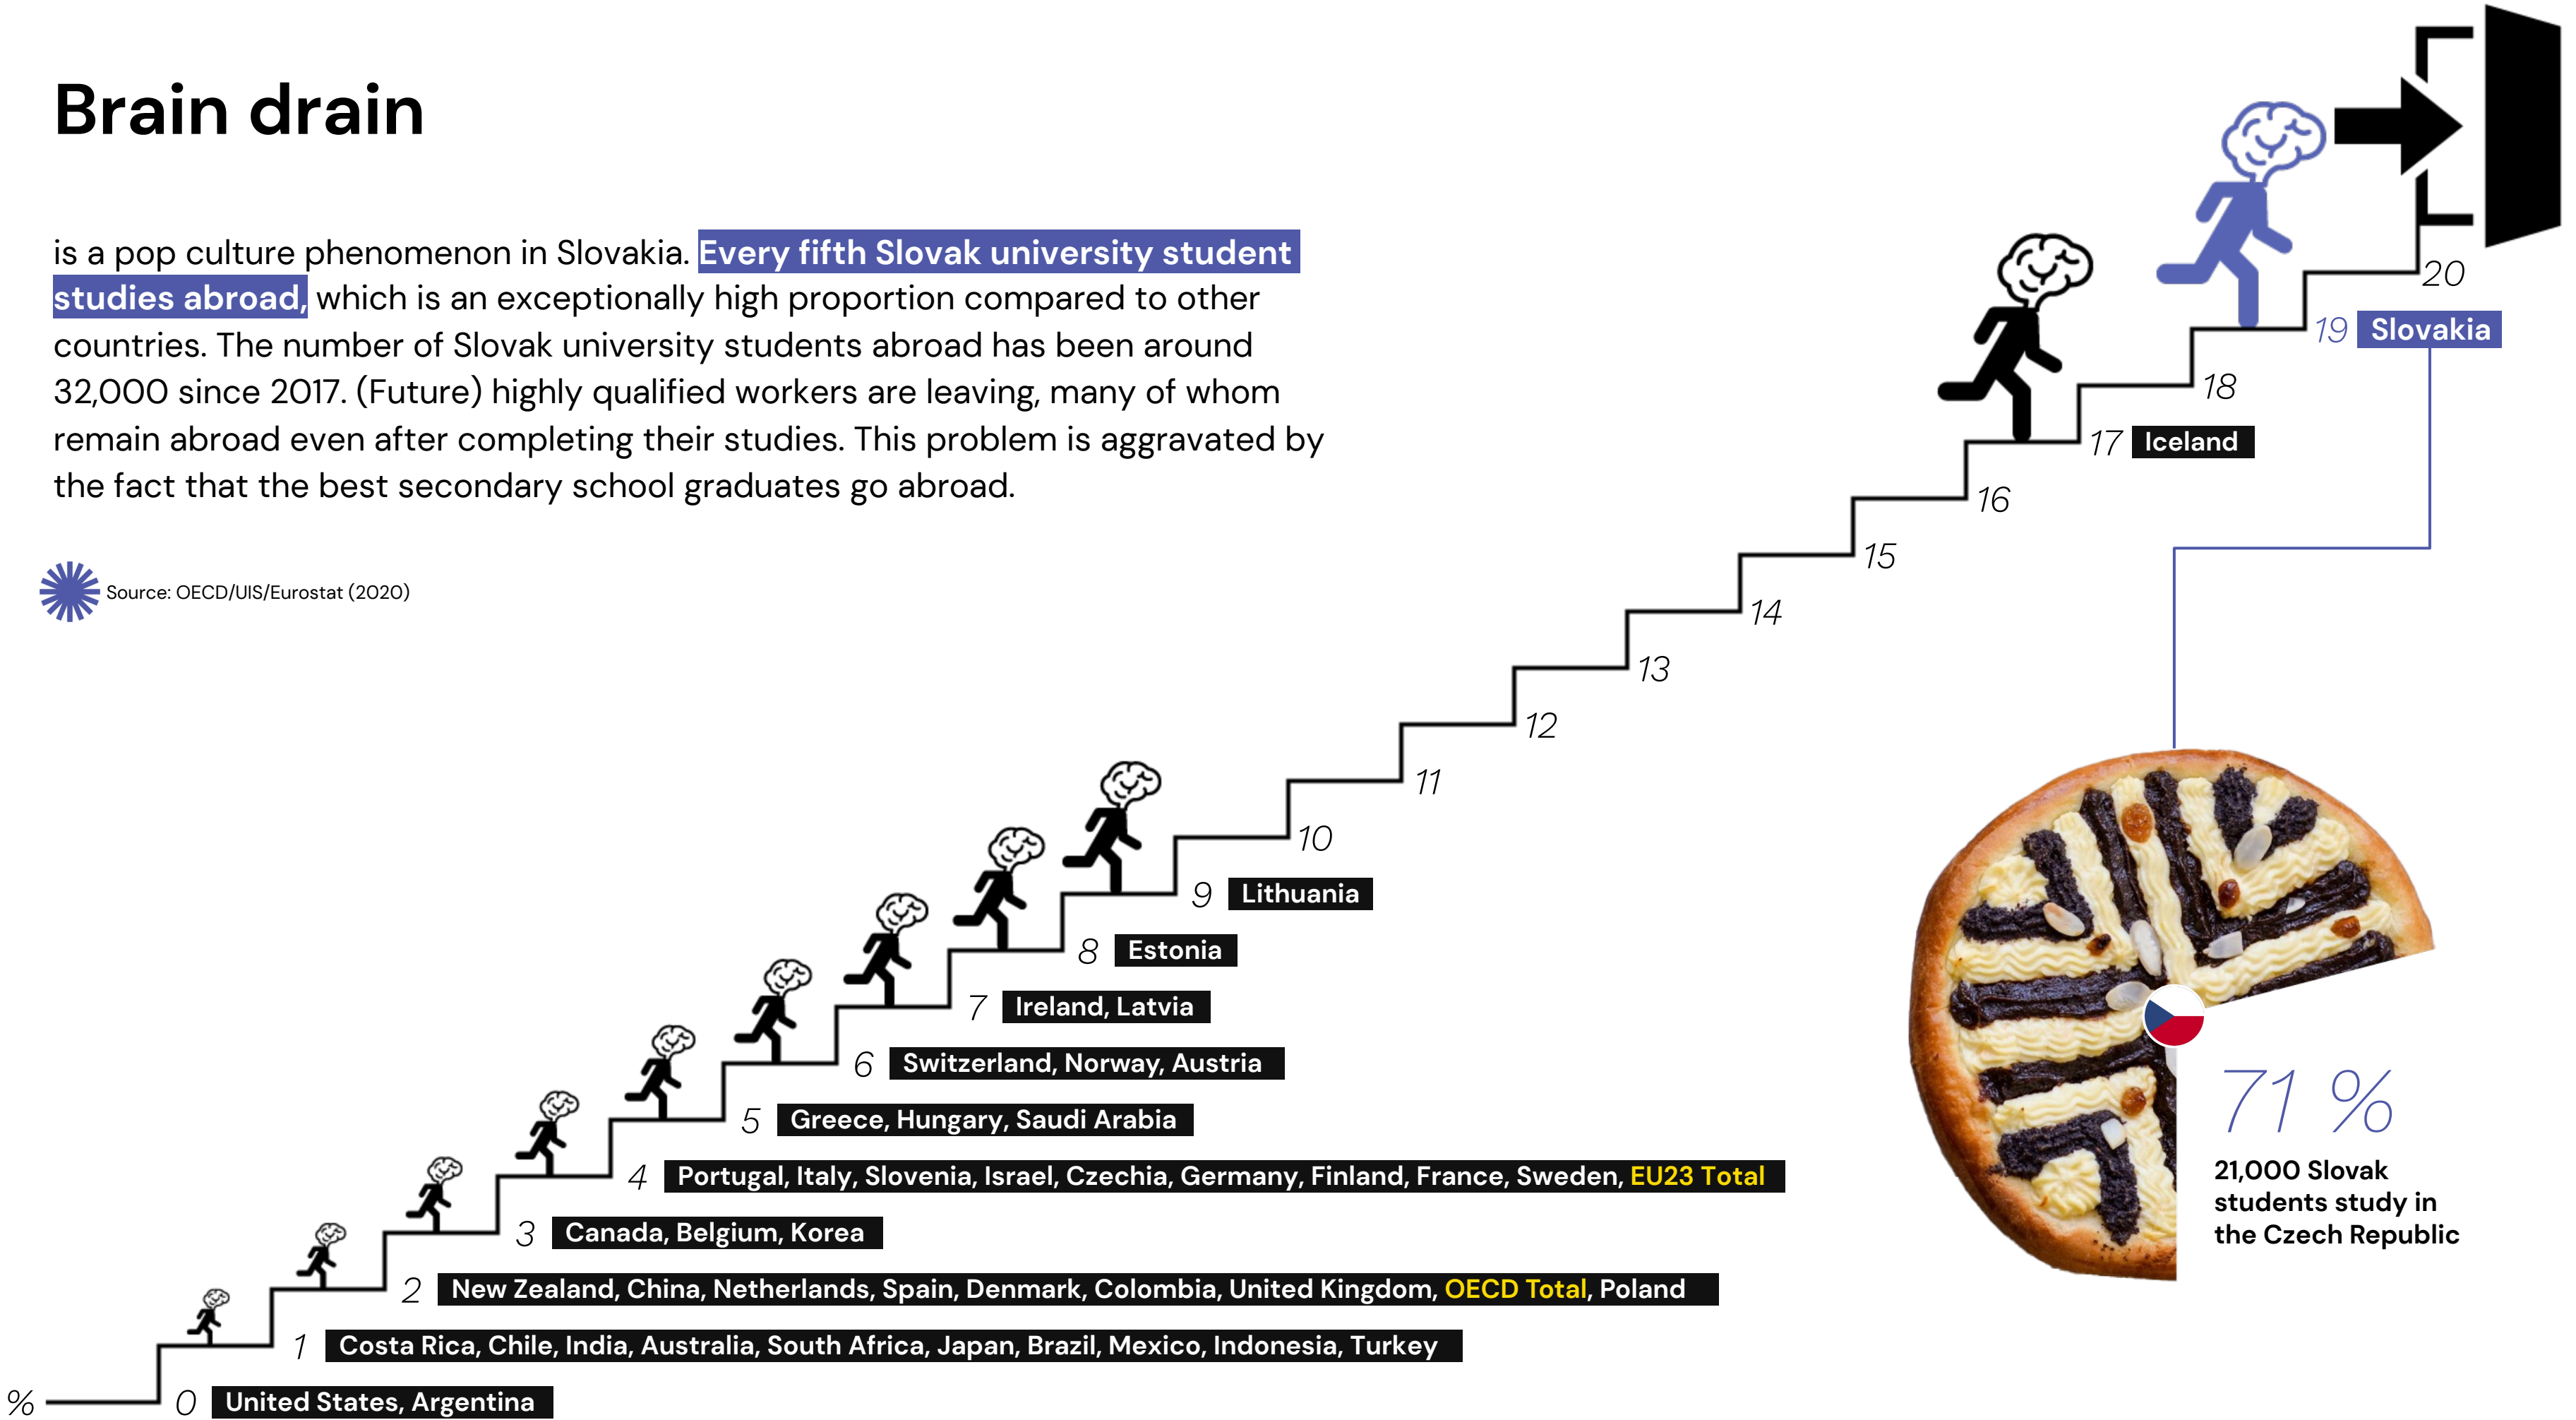 Brain drain
is a pop culture phenomenon in Slovakia. Every fifth Slovak university student
studies abroad, which is an exceptionally high proportion compared to other
countries. The number of Slovak university students abroad has been around
32,000 since 2017. (Future) highly qualified workers are leaving, many of whom
remain abroad even after completing their studies. This problem is aggravated by
the fact that the best secondary school graduates go abroad.
Source: OECD/UIS/Eurostat (2020)
20
19 Slovakia
18
17 Iceland
16
15
14
13
12
11
10
9 Lithuania
8 Estonia
7 Ireland, Latvia
6 Switzerland, Norway, Austria
5 Greece, Hungary, Saudi Arabia
4 Portugal, Italy, Slovenia, Israel, Czechia, Germany, Finland, France, Sweden, EU23 Total
3 Canada, Belgium, Korea
2 New Zealand, China, Netherlands, Spain, Denmark, Colombia, United Kingdom, OECD Total, Poland
1 Costa Rica, Chile, India, Australia, South Africa, Japan, Brazil, Mexico, Indonesia, Turkey
% 0 United States, Argentina
71 %
21,000 Slovak
students study in
the Czech Republic